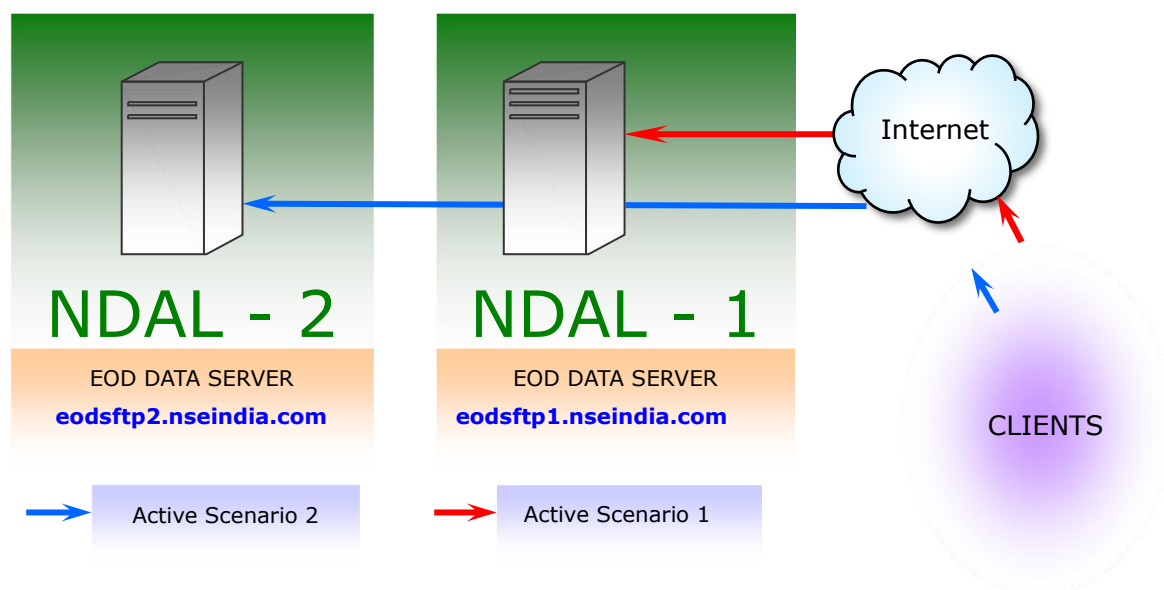 Internet
NDAL - 2
NDAL - 1
EOD DATA SERVER
eodsftp2.nseindia.com
EOD DATA SERVER
eodsftp1.nseindia.com
CLIENTS
Active Scenario 2
Active Scenario 1